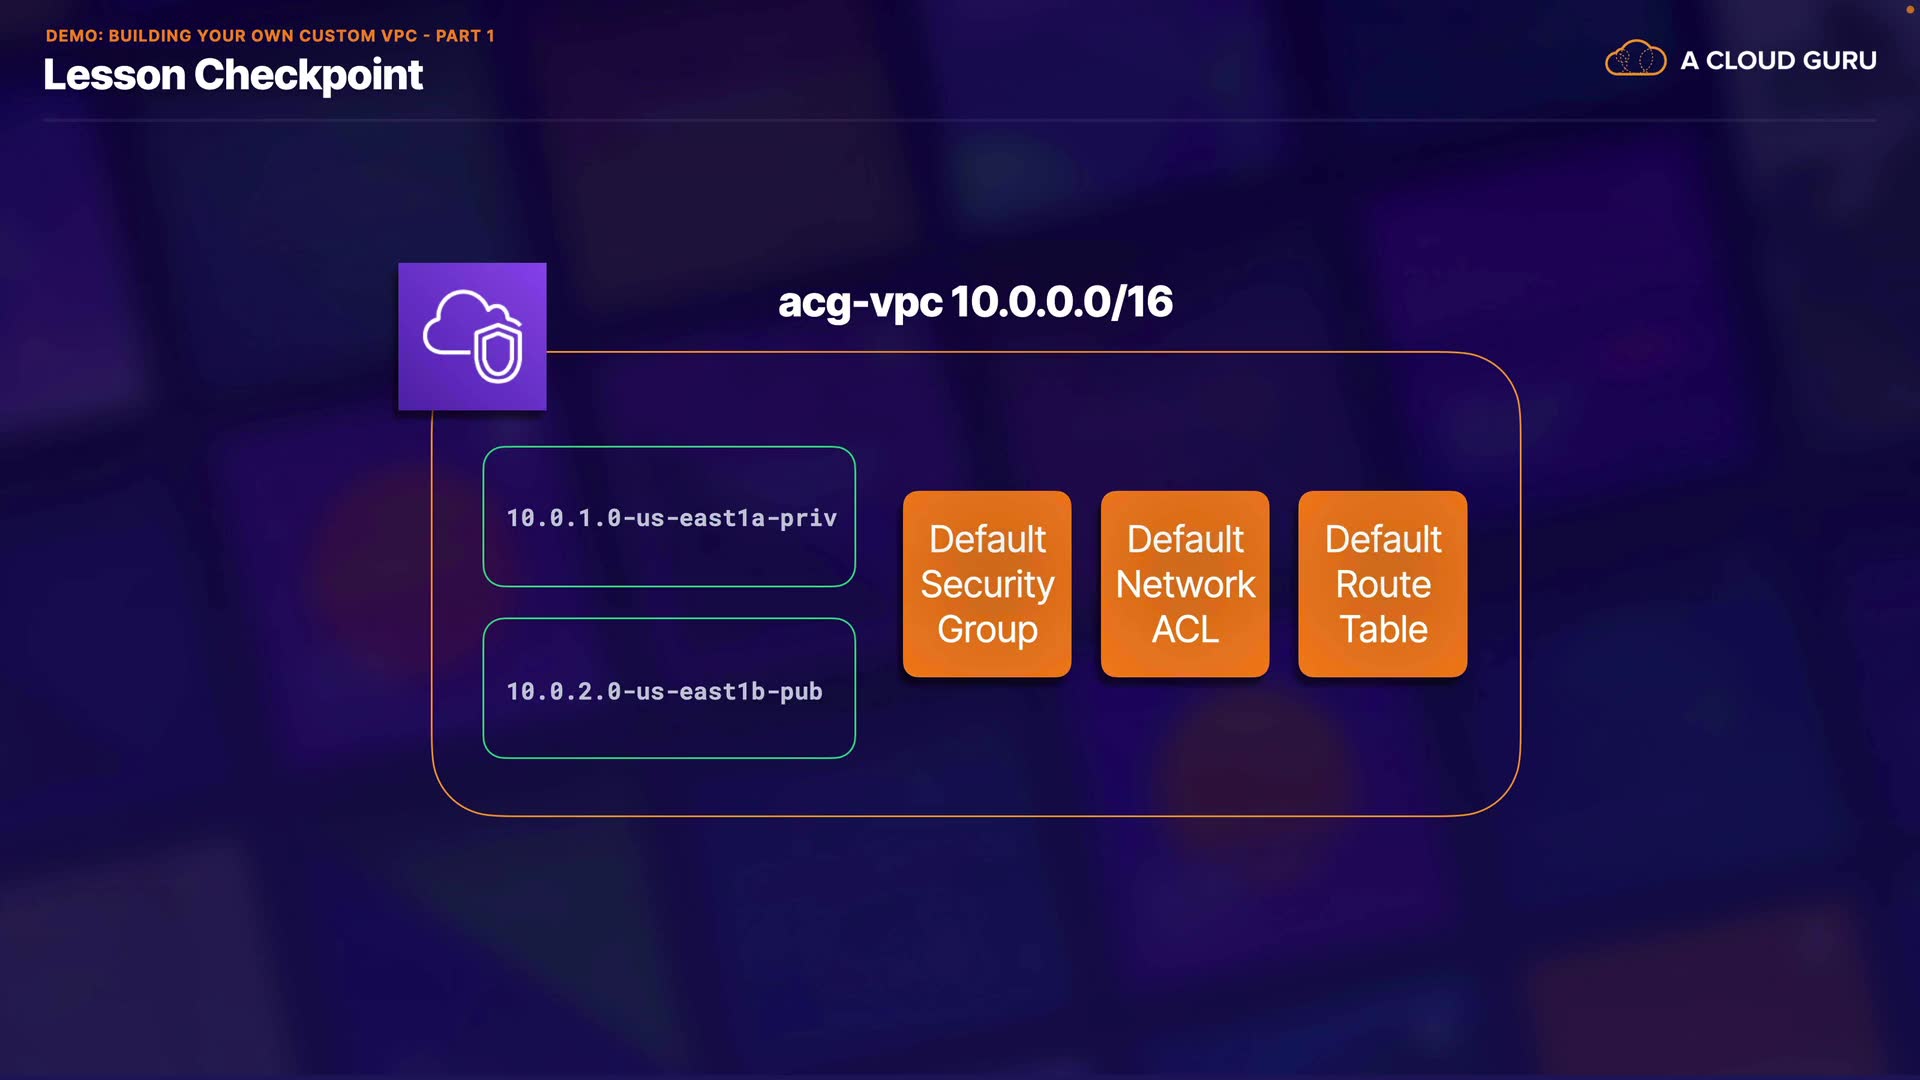 DEMO: BUILDING YOUR OWN CUSTOM VPC - PART 1
Lesson Checkpoint
A CLOUD GURU
acg-vpc 10.0.0.0/16
10.0.1.0-us-east1a-priv
10.0.2.0-us-east1b-pub
Default
Security
Group
Default
Network
ACL
Default
Route
Table